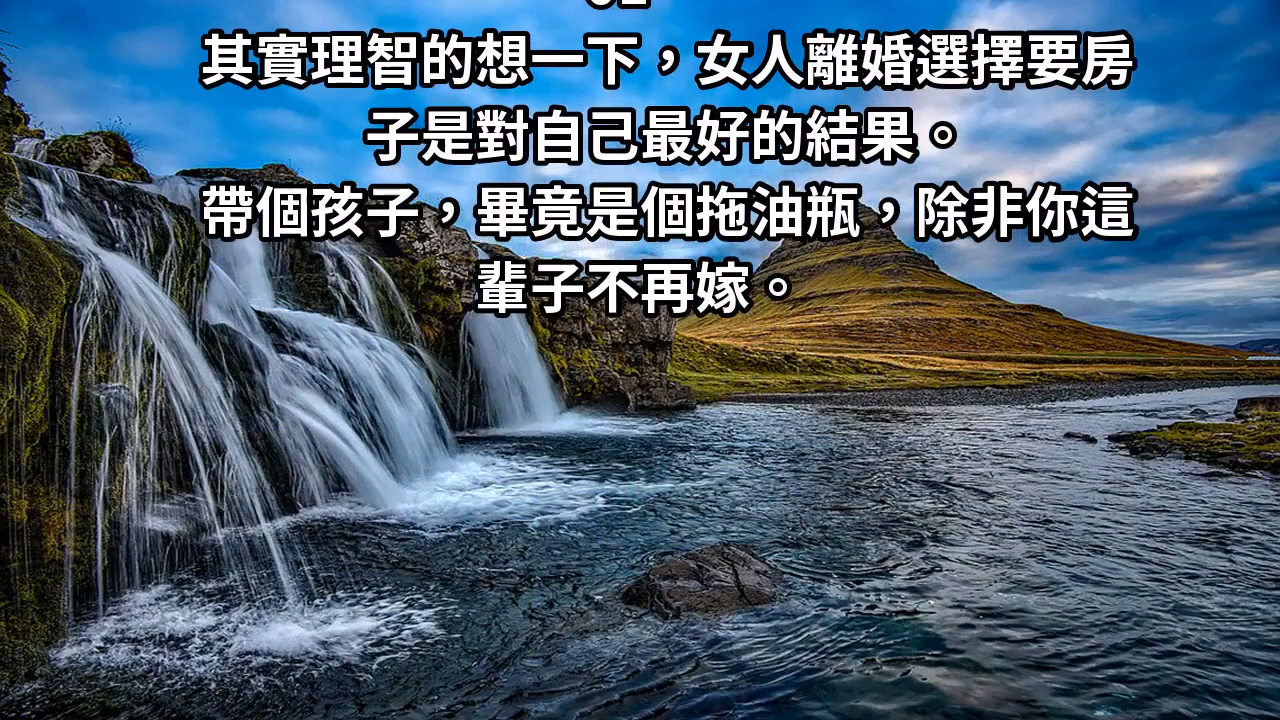 其實理智的想一下，女人離婚選擇要房
子是對自己最好的結果。
帶個孩子，畢竟是個拖油瓶，除非你這
輩子不再嫁。